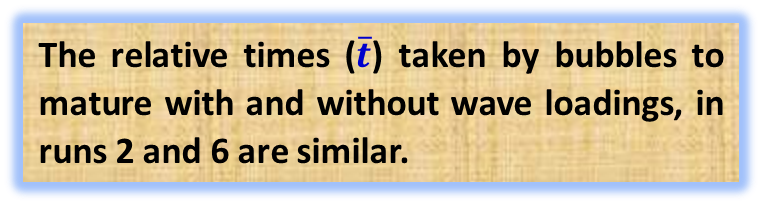 The relative times (t̄) taken by bubbles to
mature with and without wave loadings, in
runs 2 and 6 are similar.